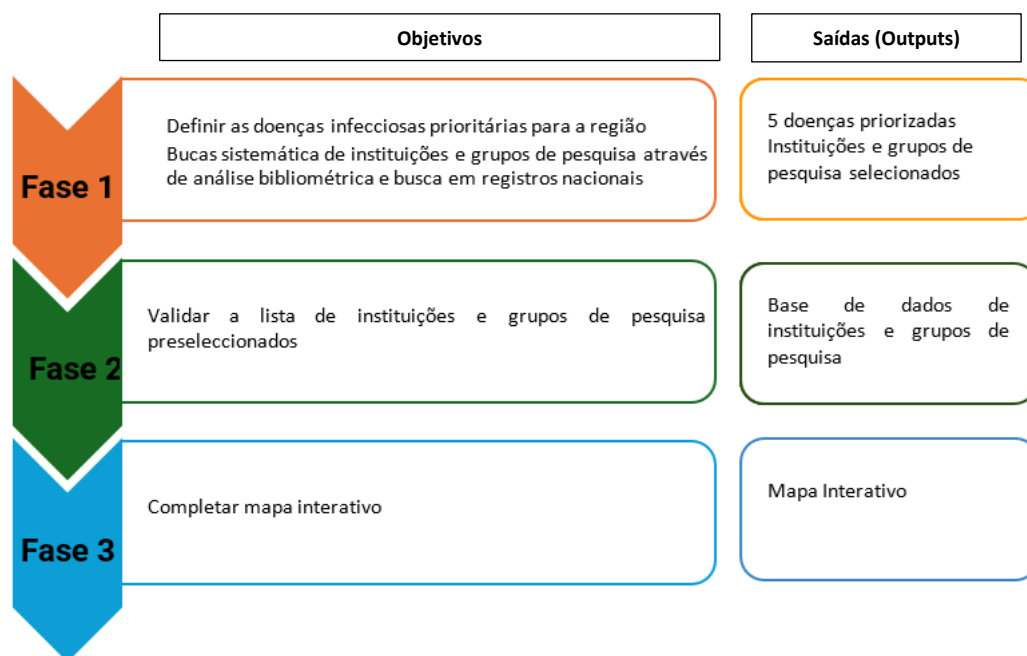 Objetivos
Saídas (Outputs)
Fase 1
Definir as doenças infecciosas prioritárias para a região
Bucas sistemática de instituições e grupos de pesquisa através
de análise bibliométrica e busca em registros nacionais
5 doenças priorizadas
Instituições e grupos de
pesquisa selecionados
Fase 2
Validar a lista de instituições e grupos de pesquisa
preseleccionados
Base de dados de
instituições e grupos de
pesquisa
Fase 3
Completar mapa interativo
Mapa Interativo